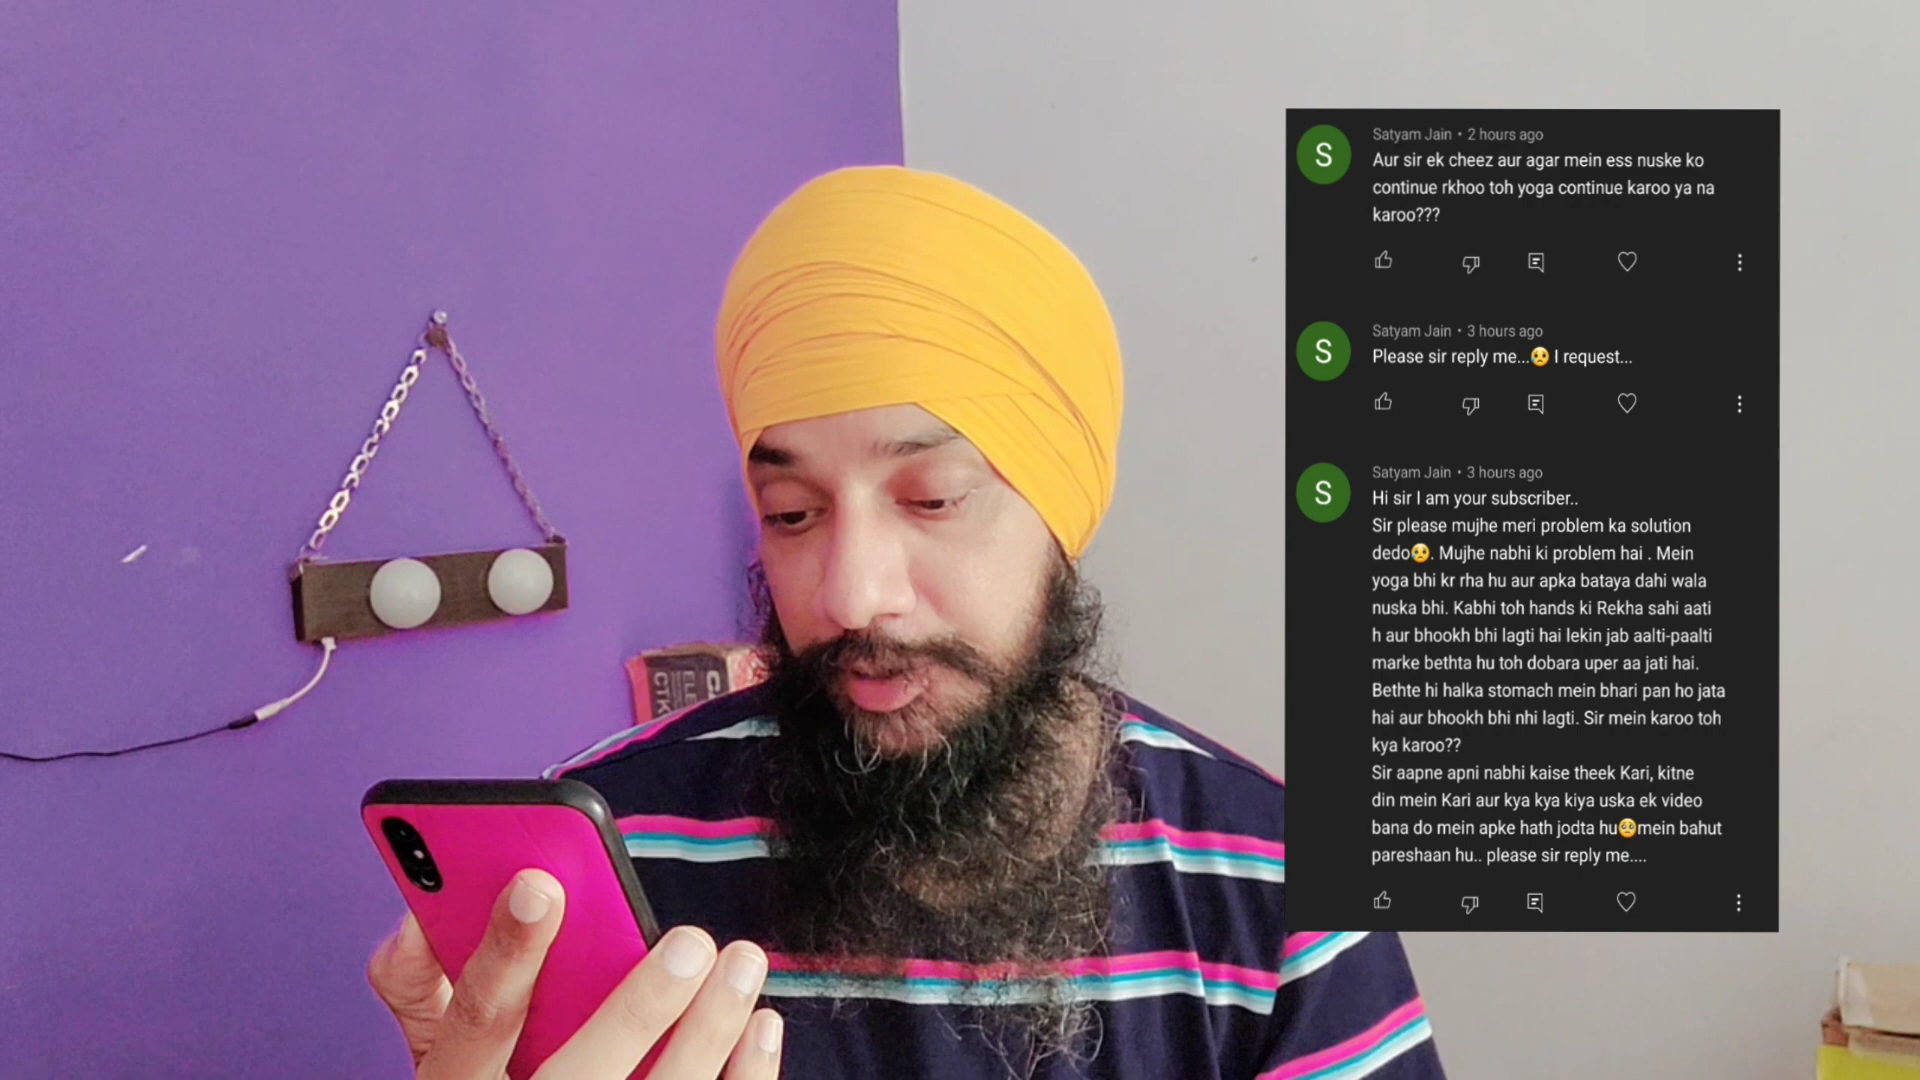 S
Satyam Jain • 2 hours ago
Aur sir ek cheez aur agar mein ess nuske ko
continue rkhoo toh yoga continue karoo ya na
karoo???
S
Satyam Jain • 3 hours ago
Please sir reply me...😥 I request...
S
Satyam Jain • 3 hours ago
Hi sir I am your subscriber..
Sir please mujhe meri problem ka solution
dedo😥. Mujhe nabhi ki problem hai . Mein
yoga bhi kr rha hu aur apka bataya dahi wala
nuska bhi. Kabhi toh hands ki Rekha sahi aati
h aur bhookh bhi lagti hai lekin jab aalti-paalti
marke bethta hu toh dobara uper aa jati hai.
Bethte hi halka stomach mein bhari pan ho jata
hai aur bhookh bhi nhi lagti. Sir mein karoo toh
kya karoo??
Sir aapne apni nabhi kaise theek Kari, kitne
din mein Kari aur kya kya kiya uska ek video
bana do mein apke hath jodta hu🥺mein bahut
pareshaan hu.. please sir reply me....